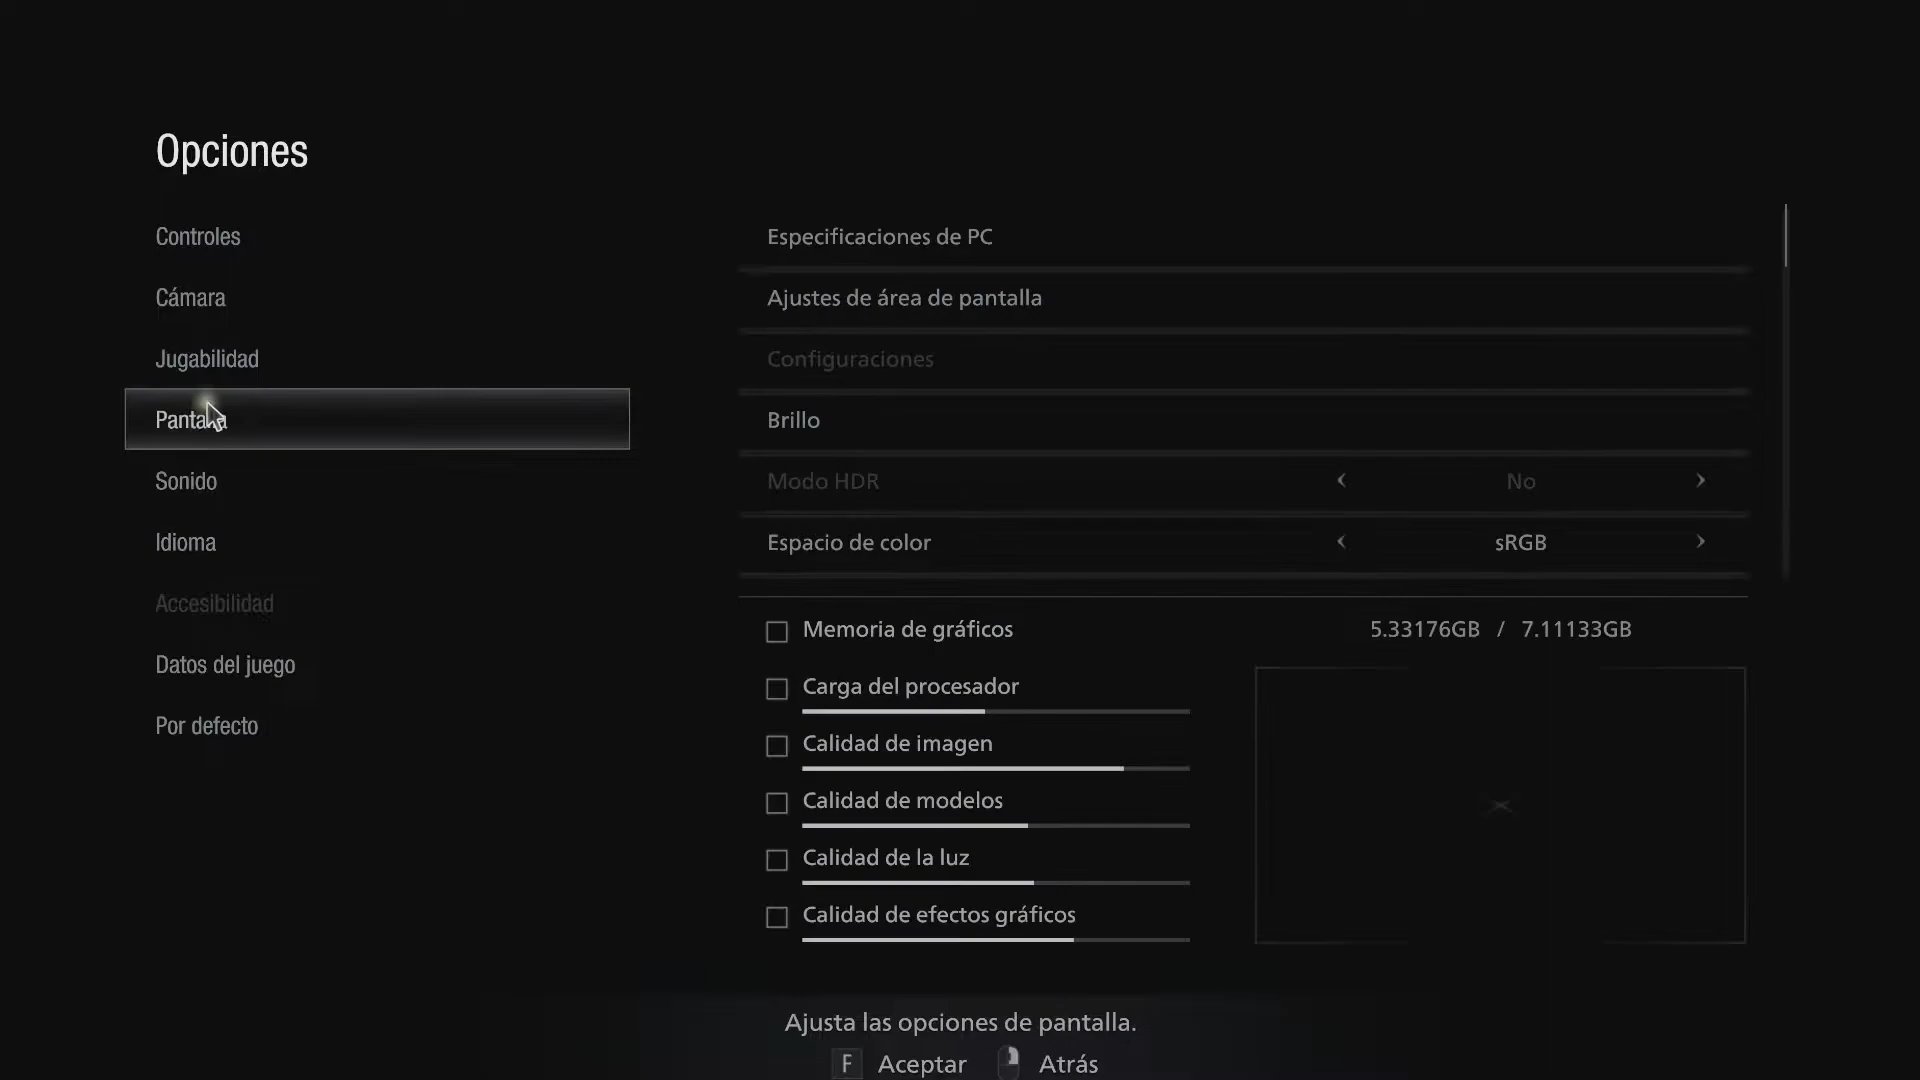 Opciones
Controles
Cámara
Jugabilidad
Pantalla
Sonido
Idioma
Accesibilidad
Datos del juego
Por defecto
Especificaciones de PC
Ajustes de área de pantalla
Configuraciones
Brillo
Modo HDR < No >
Espacio de color < sRGB >
Memoria de gráficos 5.33176GB / 7.11133GB
Carga del procesador
Calidad de imagen
Calidad de modelos
Calidad de la luz
Calidad de efectos gráficos
Ajusta las opciones de pantalla.
F Aceptar Atrás